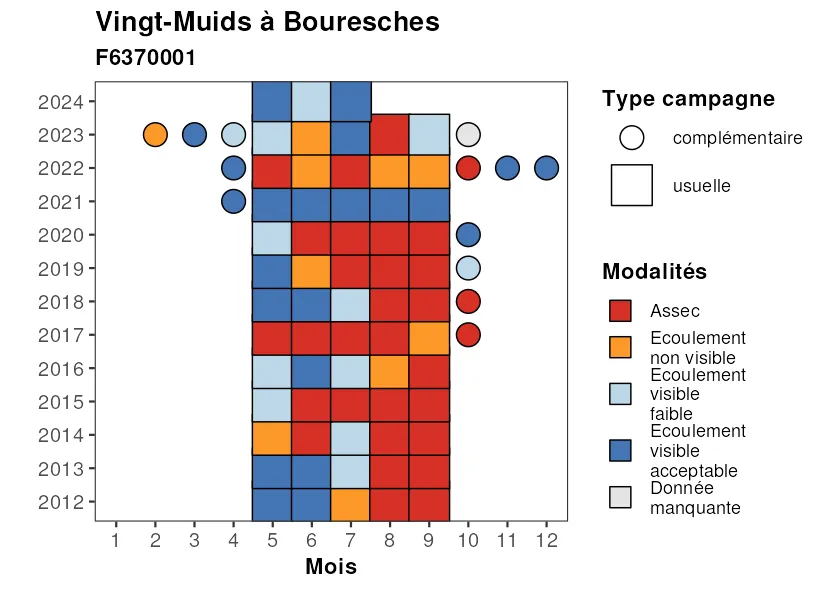 Vingt-Muids à Bouresches
F6370001
2024
2023
2022
2021
2020
2019
2018
2017
2016
2015
2014
2013
2012
1 2 3 4 5 6 7 8 9 10 11 12
Mois
Type campagne
complémentaire
usuelle
Modalités
Assec
Ecoulement
non visible
Ecoulement
visible
faible
Ecoulement
visible
acceptable
Donnée
manquante